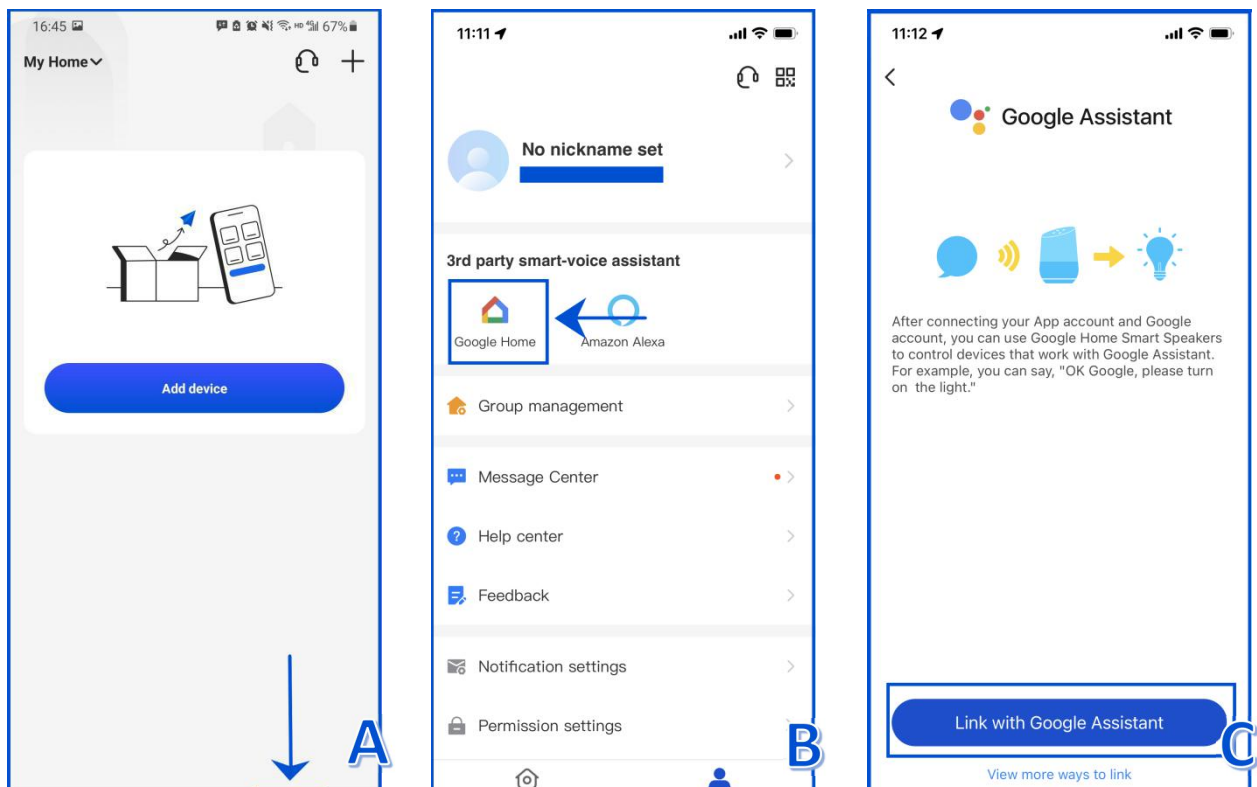 16:45
HD 4G 67%
My Home
Add device
A
11:11
No nickname set
3rd party smart-voice assistant
Google Home
Amazon Alexa
Group management
Message Center
Help center
Feedback
Notification settings
Permission settings
B
11:12
Google Assistant
After connecting your App account and Google
account, you can use Google Home Smart Speakers
to control devices that work with Google Assistant.
For example, you can say, "OK Google, please turn
on the light."
Link with Google Assistant
C
View more ways to link